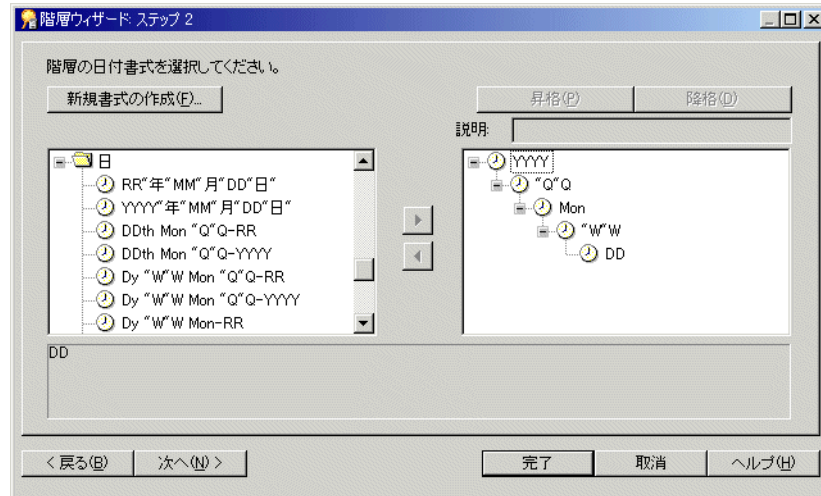 階層ウィザード: ステップ 2
階層の日付書式を選択してください。
新規書式の作成(F)...
昇格(P)
降格(D)
説明:
日
RR"年"MM"月"DD"日"
YYYY"年"MM"月"DD"日"
DDth Mon "Q"Q-RR
DDth Mon "Q"Q-YYYY
Dy "W"W Mon "Q"Q-RR
Dy "W"W Mon "Q"Q-YYYY
Dy "W"W Mon-RR
YYYY
"Q"Q
Mon
"W"W
DD
DD
< 戻る(B)
次へ(N) >
完了
取消
ヘルプ(H)